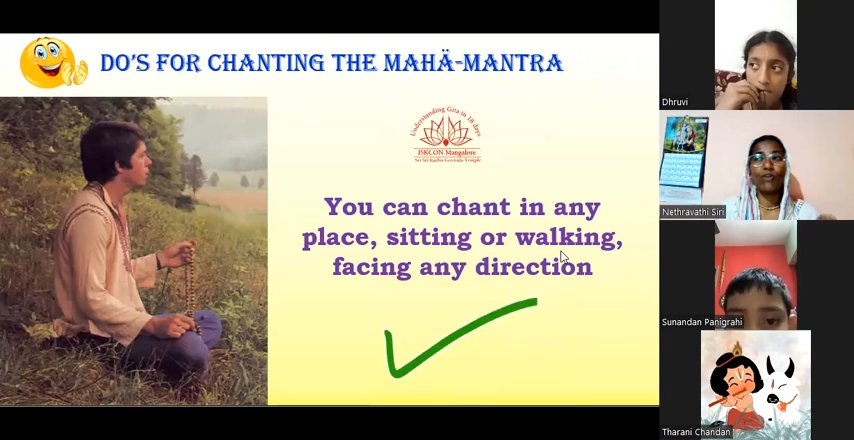 DO'S FOR CHANTING THE MAHÄ-MANTRA
Understanding Gita in 18 days
ISKCON Mangalore
Sri Sri Radha Govinda Temple
You can chant in any
place, sitting or walking,
facing any direction
Dhruvi
Nethravathi Siri
Sunandan Panigrahi
Tharani Chandan